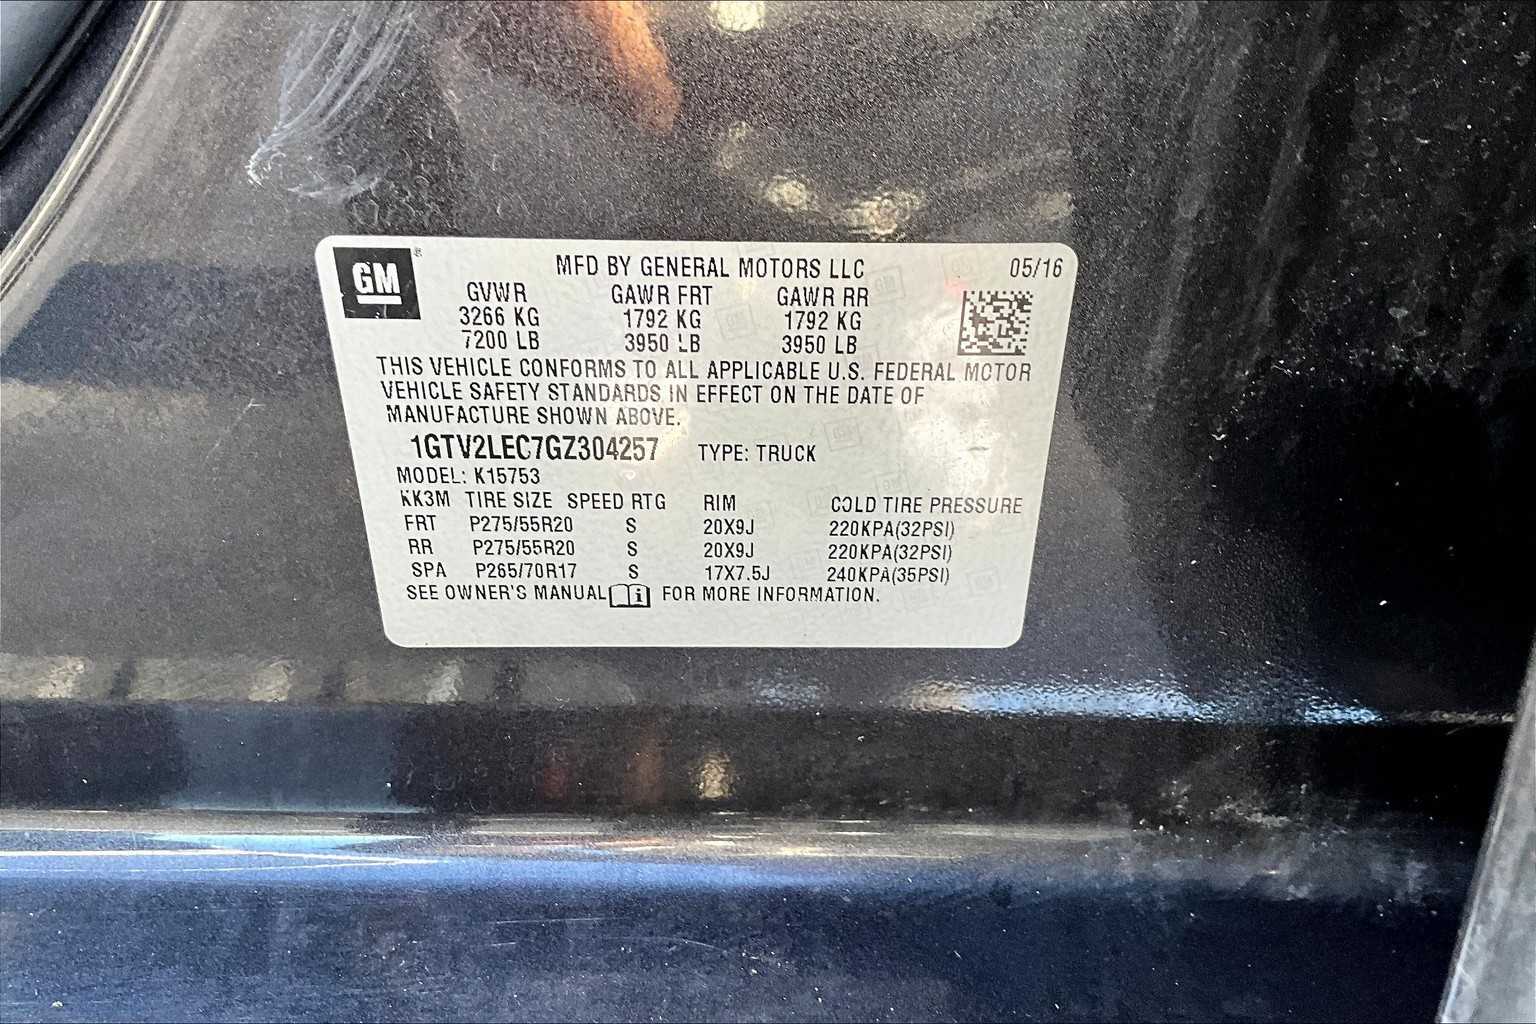 GM®
MFD BY GENERAL MOTORS LLC 05/16
GVWR GAWR FRT GAWR RR
3266 KG 1792 KG 1792 KG
7200 LB 3950 LB 3950 LB
THIS VEHICLE CONFORMS TO ALL APPLICABLE U.S. FEDERAL MOTOR
VEHICLE SAFETY STANDARDS IN EFFECT ON THE DATE OF
MANUFACTURE SHOWN ABOVE.
1GTV2LEC7GZ304257 TYPE: TRUCK
MODEL: K15753
KK3M TIRE SIZE SPEED RTG RIM COLD TIRE PRESSURE
FRT P275/55R20 S 20X9J 220KPA(32PSI)
RR P275/55R20 S 20X9J 220KPA(32PSI)
SPA P265/70R17 S 17X7.5J 240KPA(35PSI)
SEE OWNER'S MANUAL i FOR MORE INFORMATION.